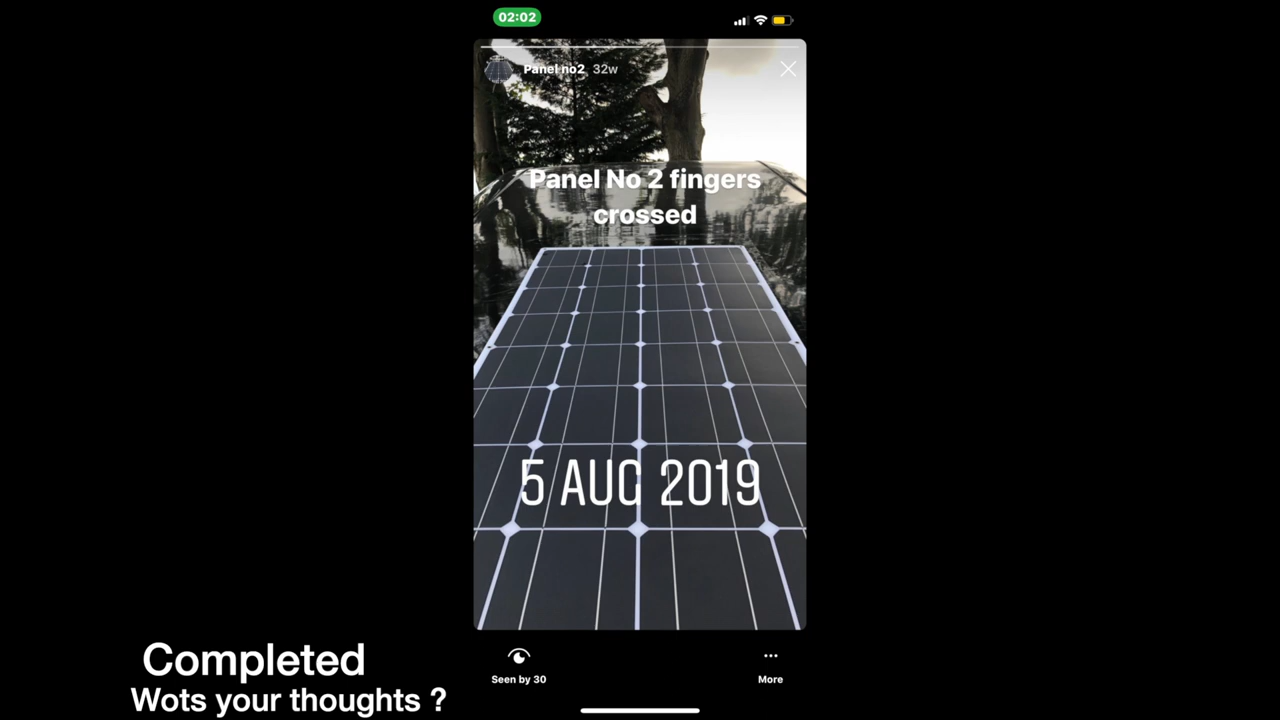 02:02
Panel no2 32w
Panel No 2 fingers
crossed
5 AUG 2019
Seen by 30
More
Completed
Wots your thoughts ?